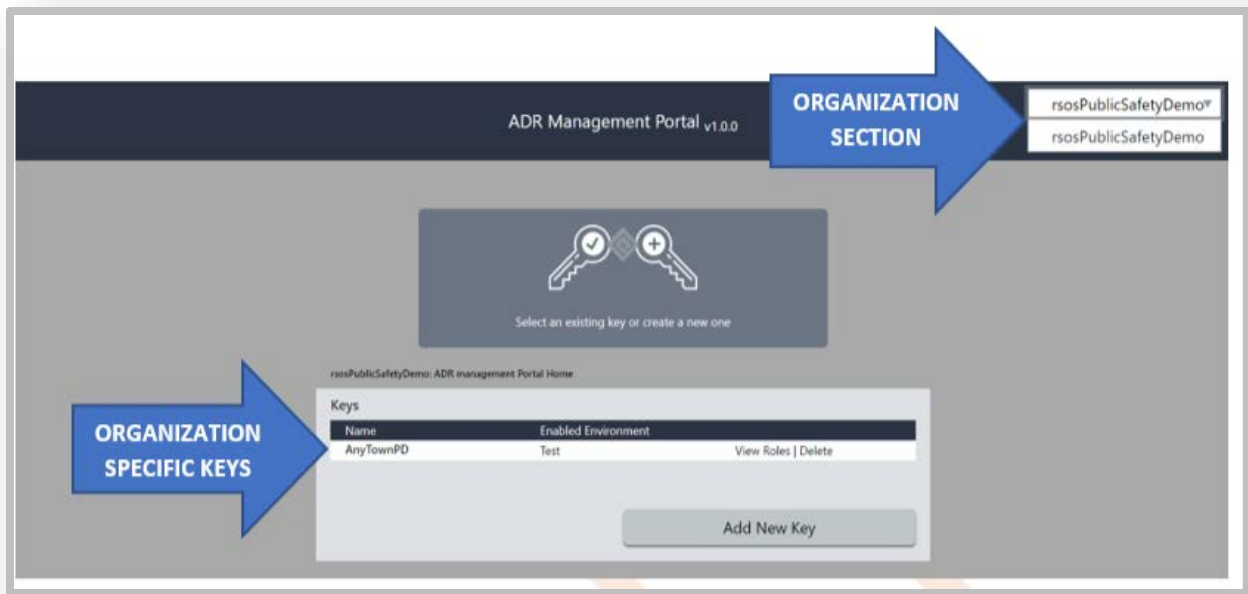 ORGANIZATION
SECTION
ADR Management Portal v1.0.0
rsosPublicSafetyDemo
rsosPublicSafetyDemo
Select an existing key or create a new one
rsosPublicSafetyDemo: ADR management Portal Home
ORGANIZATION
SPECIFIC KEYS
Keys
Name Enabled Environment
AnyTownPD Test View Roles | Delete
Add New Key